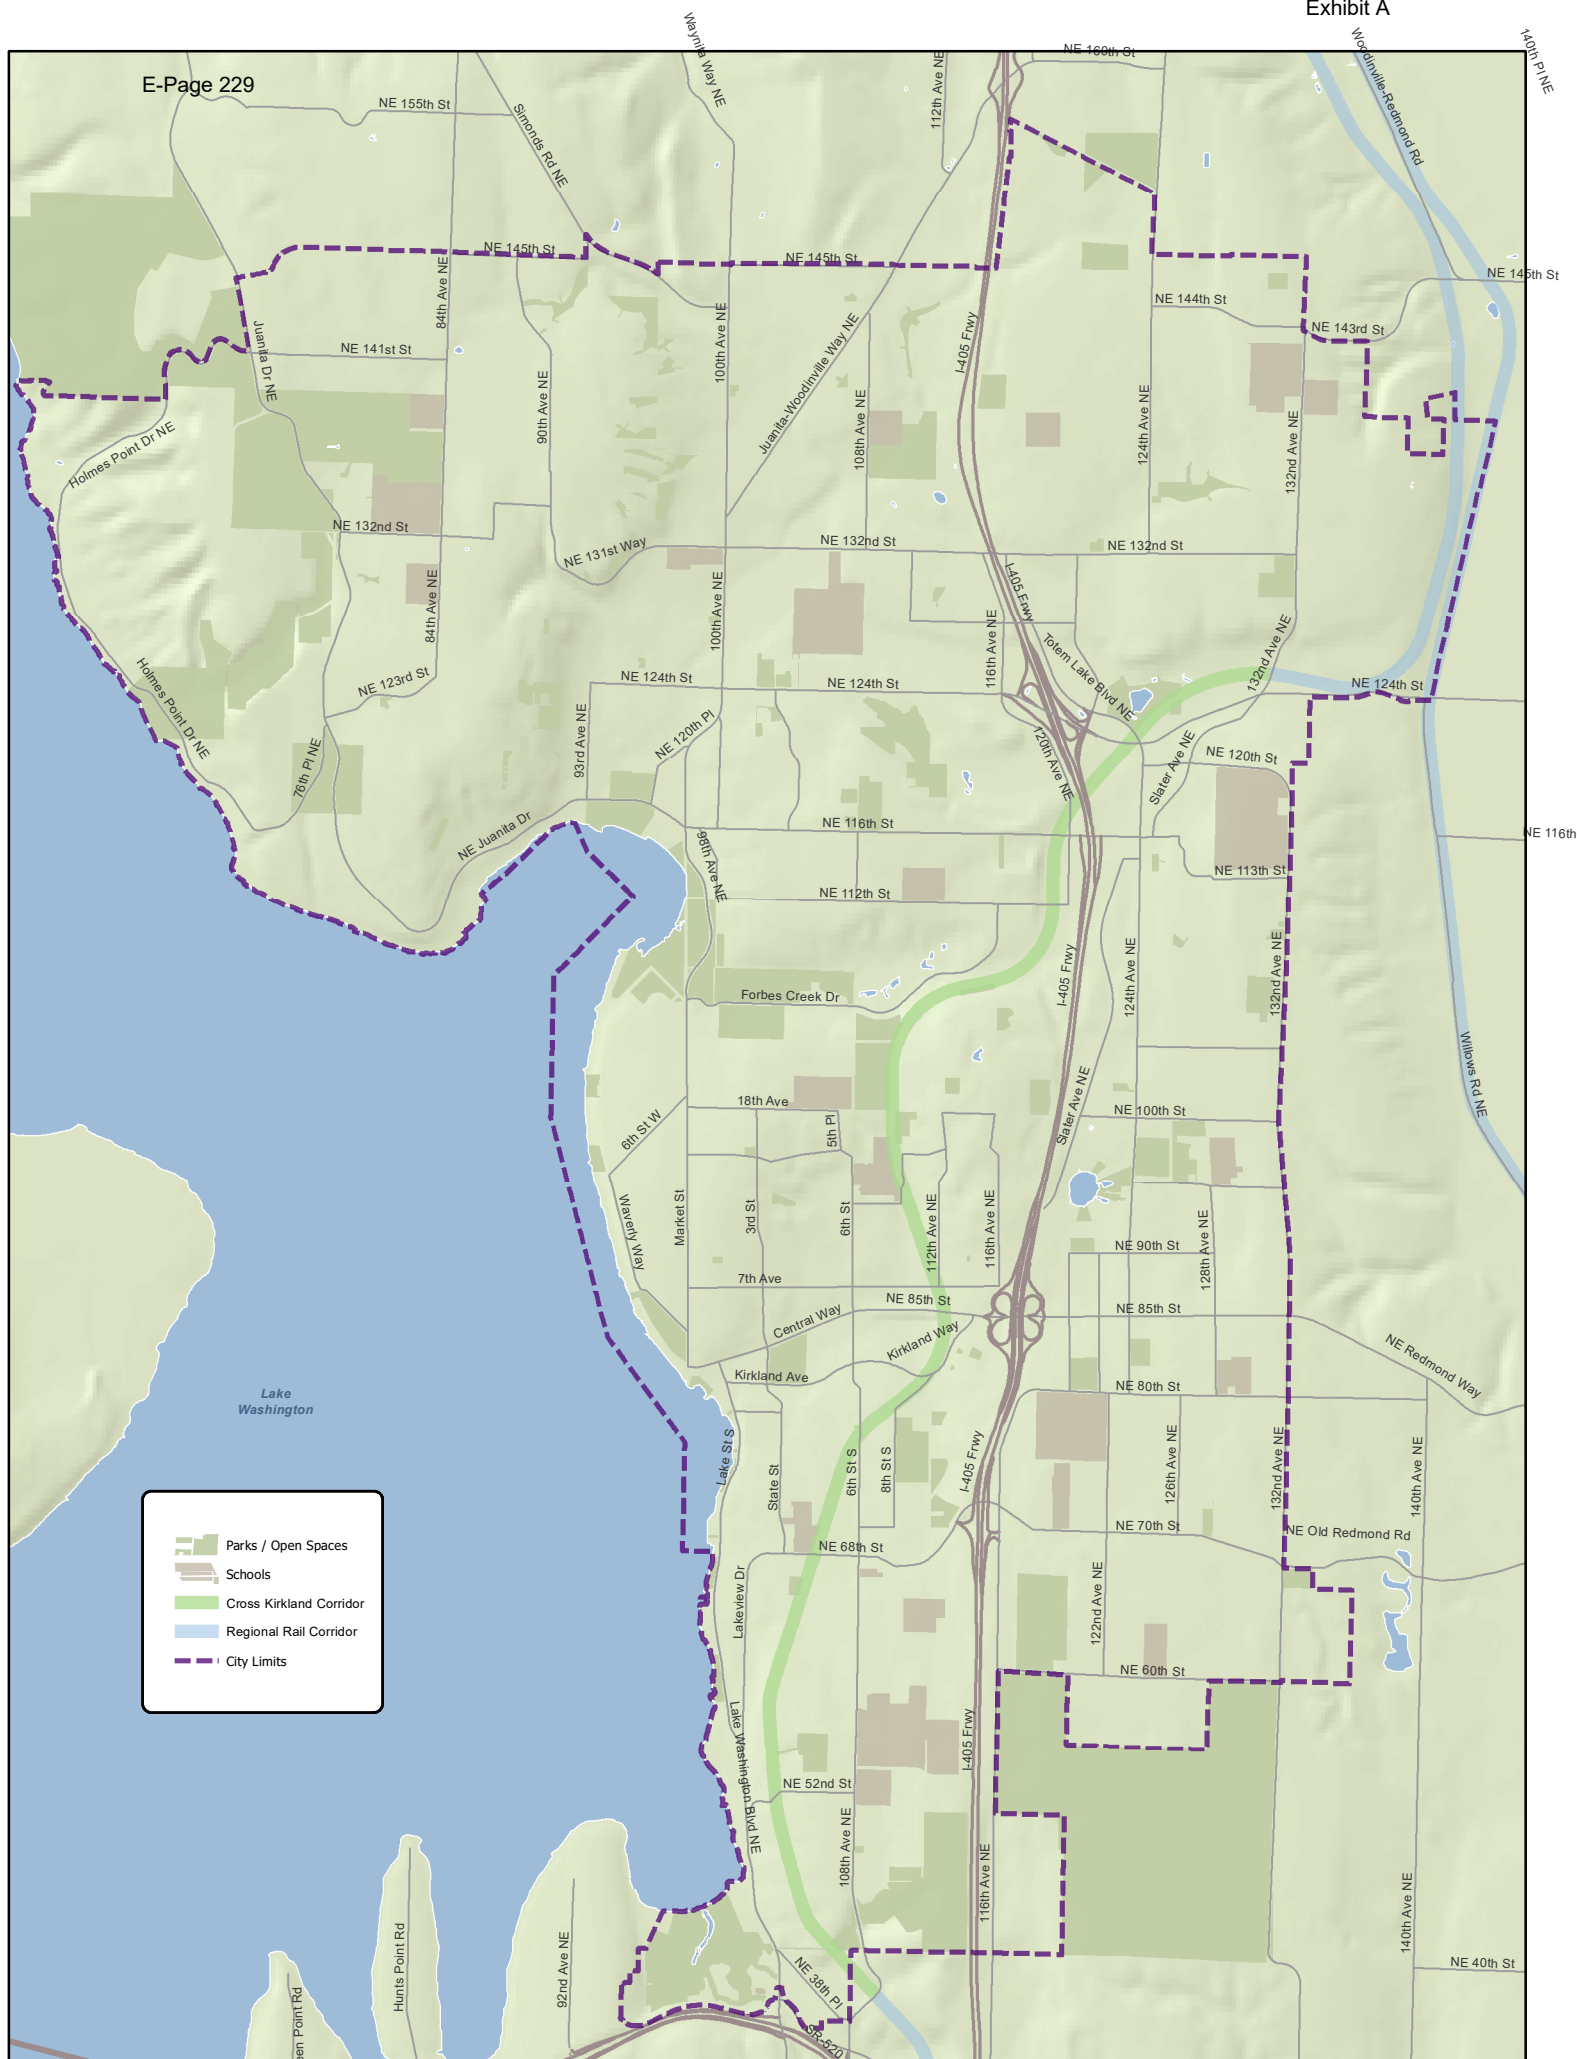 Exhibit A
E-Page 229
Waynita Way NE
NE 160th St
Woodinville-Redmond Rd
140th Pl NE
NE 155th St
Simonds Rd NE
112th Ave NE
NE 145th St
NE 145th St
NE 145th St
84th Ave NE
NE 144th St
NE 143rd St
Juanita Dr NE
NE 141st St
100th Ave NE
Juanita-Woodinville Way NE
I-405 Frwy
90th Ave NE
108th Ave NE
124th Ave NE
132nd Ave NE
Holmes Point Dr NE
NE 132nd St
NE 131st Way
NE 132nd St
NE 132nd St
84th Ave NE
100th Ave NE
I-405 Frwy
116th Ave NE
Totem Lake Blvd NE
132nd Ave NE
Holmes Point Dr NE
NE 123rd St
NE 124th St
NE 124th St
NE 124th St
93rd Ave NE
NE 120th Pl
76th Pl NE
120th Ave NE
Slater Ave NE
NE 120th St
NE Juanita Dr
98th Ave NE
NE 116th St
NE 116th
NE 113th St
NE 112th St
I-405 Frwy
124th Ave NE
132nd Ave NE
Forbes Creek Dr
Willows Rd NE
18th Ave
6th St W
5th Pl
Slater Ave NE
NE 100th St
Waverly Way
Market St
3rd St
6th St
112th Ave NE
116th Ave NE
128th Ave NE
NE 90th St
7th Ave
NE 85th St
NE 85th St
Central Way
Kirkland Way
NE Redmond Way
Kirkland Ave
NE 80th St
Lake
Washington
Lake St S
State St
6th St S
8th St S
I-405 Frwy
126th Ave NE
132nd Ave NE
140th Ave NE
NE 70th St
NE Old Redmond Rd
NE 68th St
Parks / Open Spaces
Schools
Cross Kirkland Corridor
Regional Rail Corridor
City Limits
Lakeview Dr
122nd Ave NE
NE 60th St
Lake Washington Blvd NE
I-405 Frwy
NE 52nd St
108th Ave NE
116th Ave NE
140th Ave NE
Hunts Point Rd
92nd Ave NE
NE 38th Pl
NE 40th St
een Point Rd
SR-520